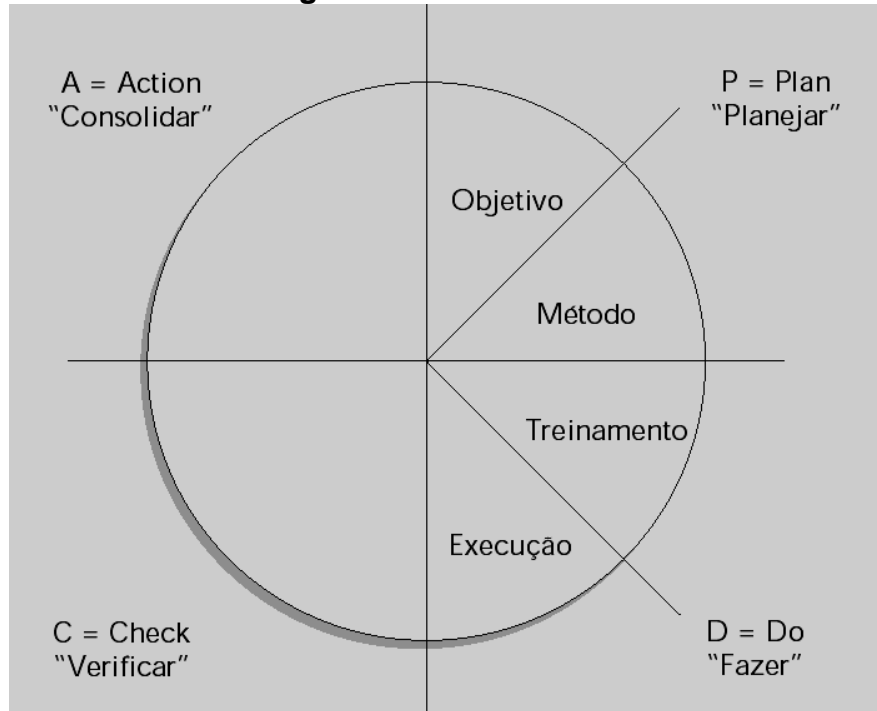 A = Action
“Consolidar”
P = Plan
“Planejar”
Objetivo
Método
Treinamento
Execução
C = Check
“Verificar”
D = Do
“Fazer”